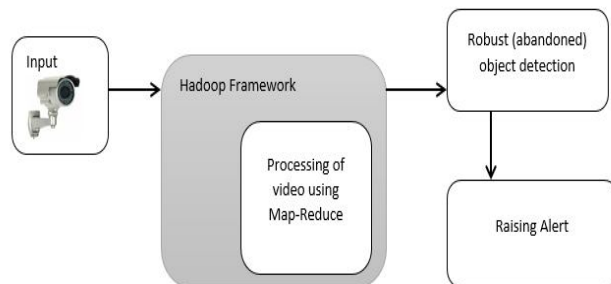 Input
Hadoop Framework
Processing of
video using
Map-Reduce
Robust (abandoned)
object detection
Raising Alert